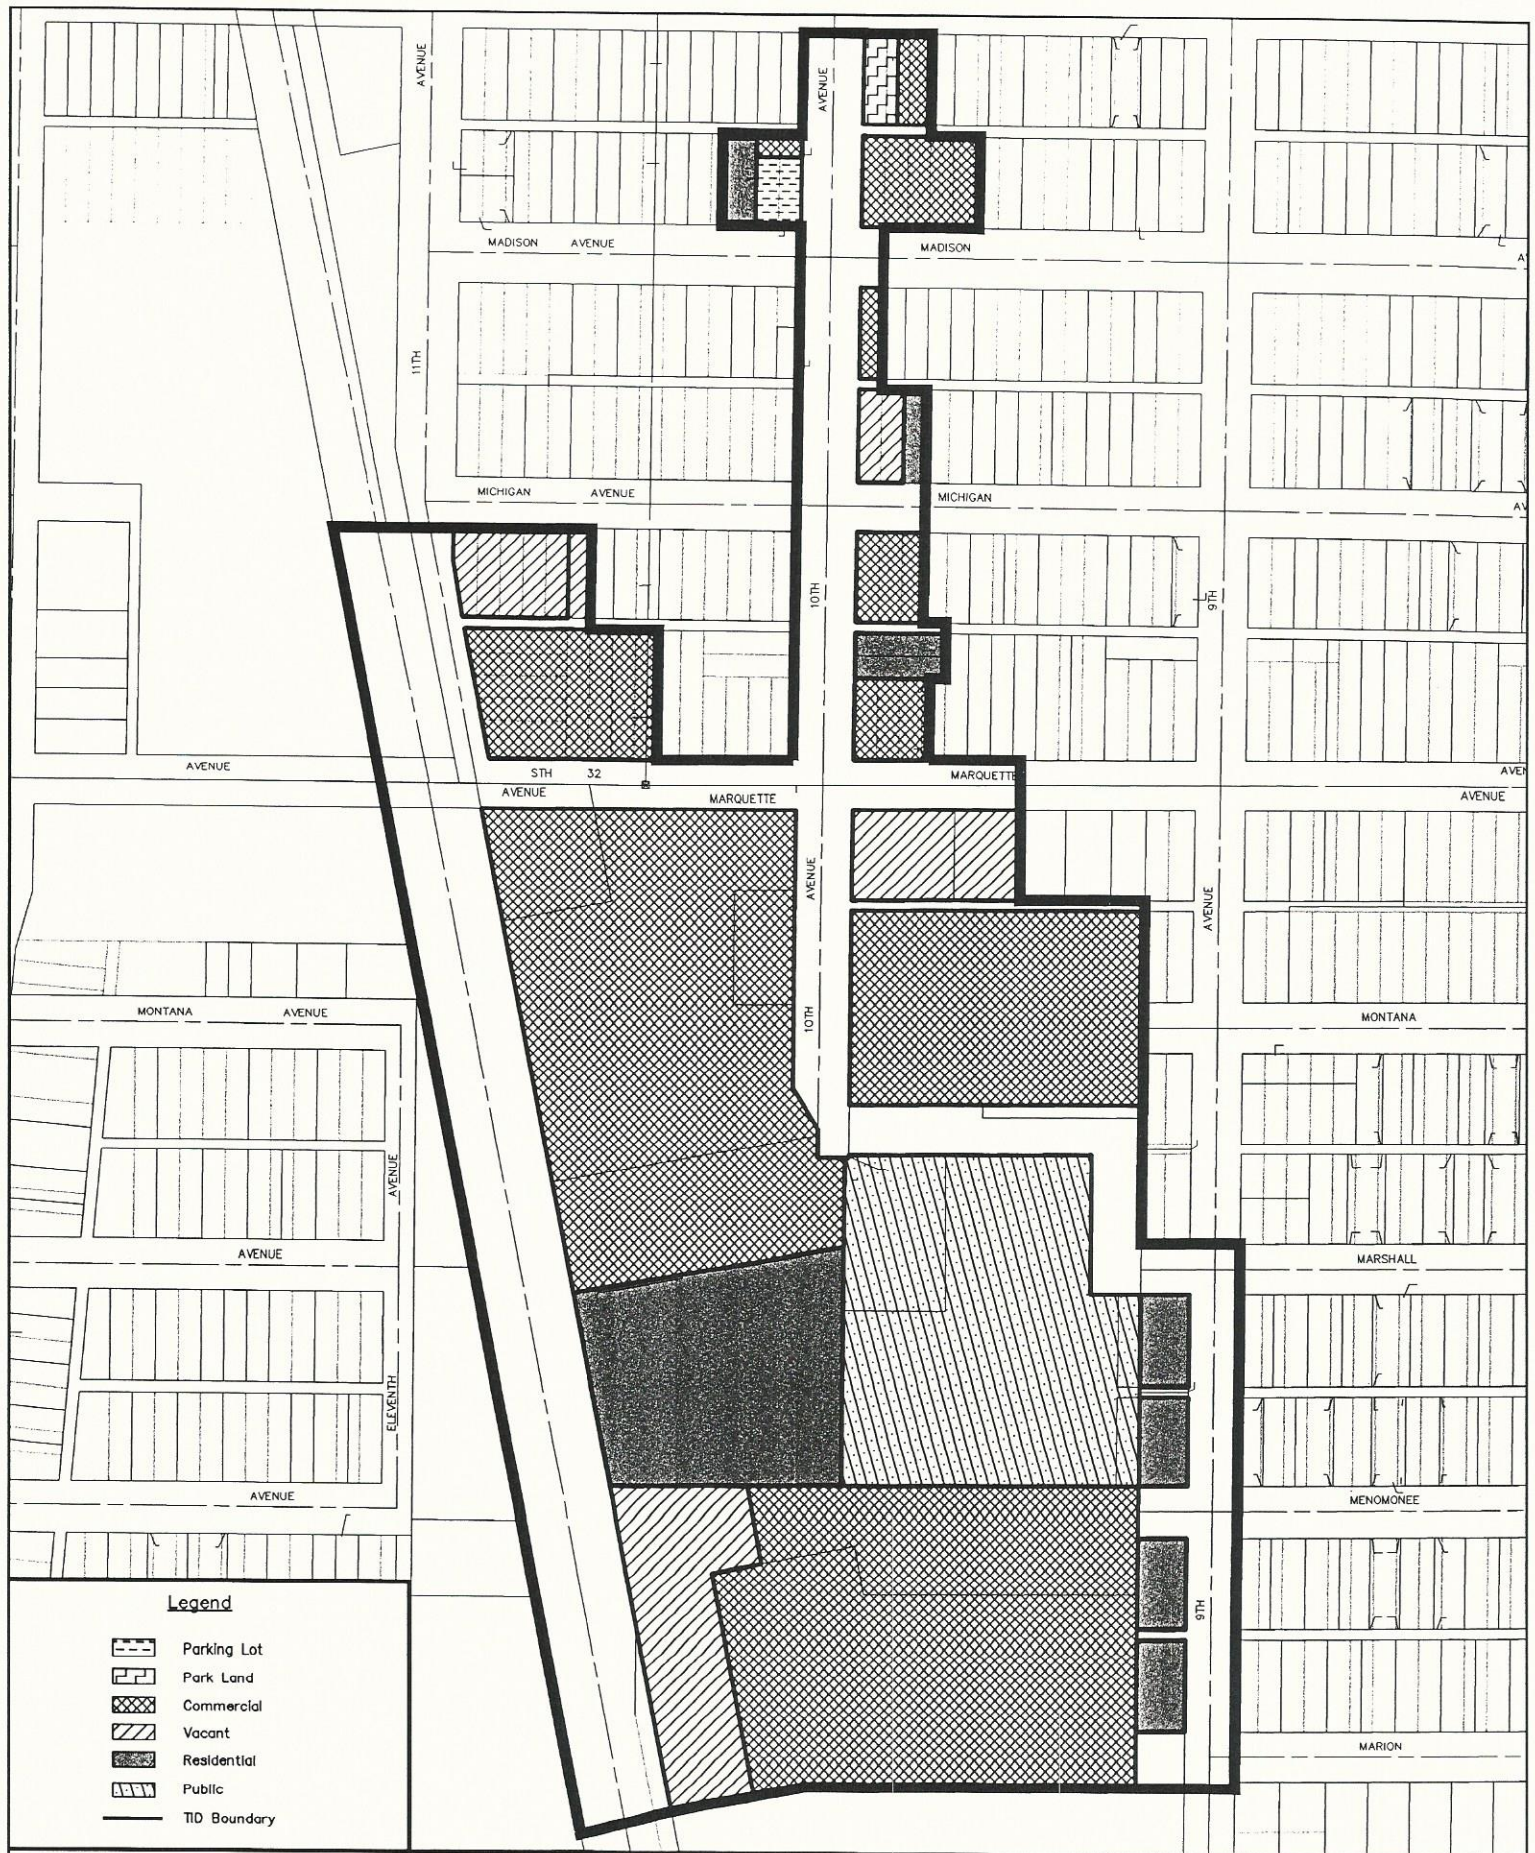 AVENUE
AVENUE
MADISON AVENUE
MADISON
A
11TH
MICHIGAN AVENUE
MICHIGAN
AV
10TH
9TH
AVENUE
STH 32
AVENUE
MARQUETTE
MARQUETTE
AVEN
AVENUE
AVENUE
AVENUE
MONTANA AVENUE
10TH
MONTANA
AVENUE
AVENUE
MARSHALL
ELEVENTH
AVENUE
MENOMONEE
9TH
MARION
Legend
Parking Lot
Park Land
Commercial
Vacant
Residential
Public
TID Boundary